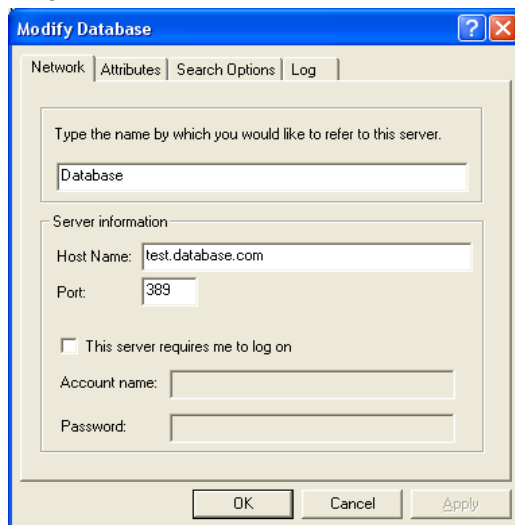 Modify Database
Network Attributes Search Options Log
Type the name by which you would like to refer to this server.
Database
Server information
Host Name: test.database.com
Port: 389
This server requires me to log on
Account name:
Password:
OK Cancel Apply